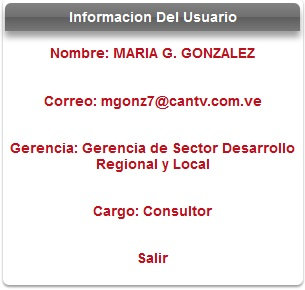 Informacion Del Usuario
Nombre: MARIA G. GONZALEZ
Correo: mgonz7@cantv.com.ve
Gerencia: Gerencia de Sector Desarrollo
Regional y Local
Cargo: Consultor
Salir